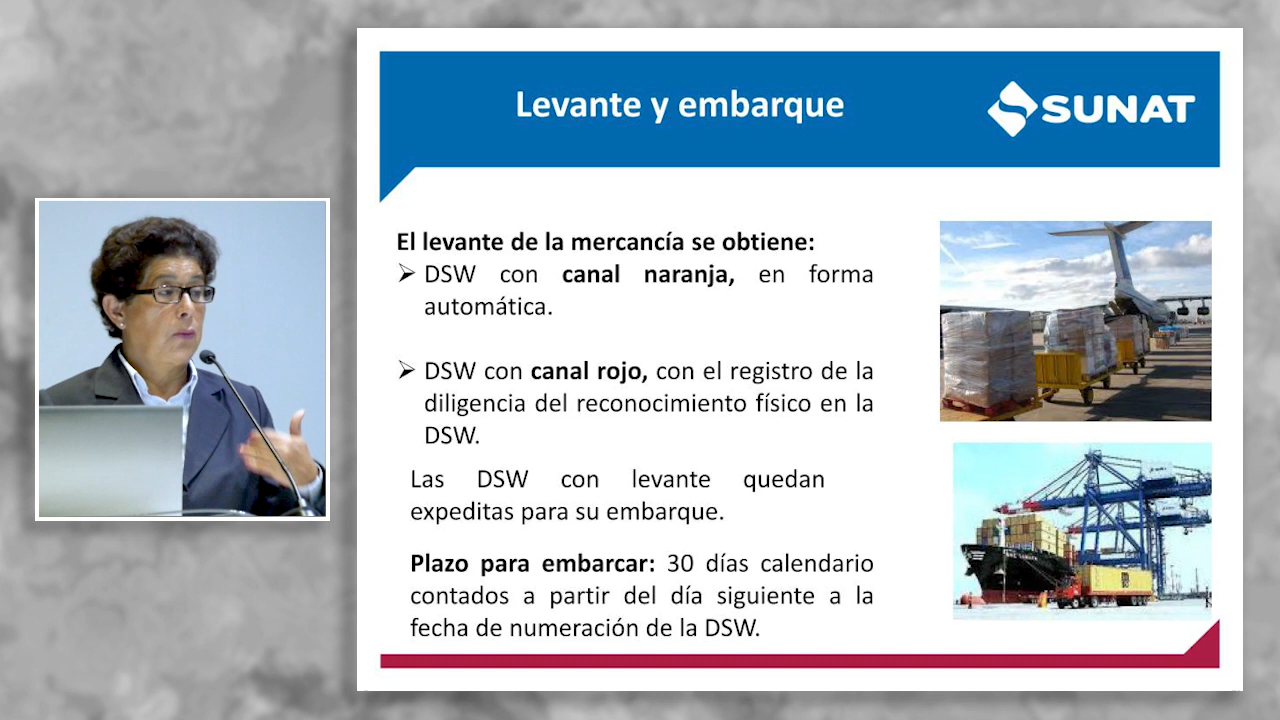 Levante y embarque
SUNAT
El levante de la mercancía se obtiene:
➢ DSW con canal naranja, en forma
automática.
➢ DSW con canal rojo, con el registro de la
diligencia del reconocimiento físico en la
DSW.
Las DSW con levante quedan
expeditas para su embarque.
Plazo para embarcar: 30 días calendario
contados a partir del día siguiente a la
fecha de numeración de la DSW.